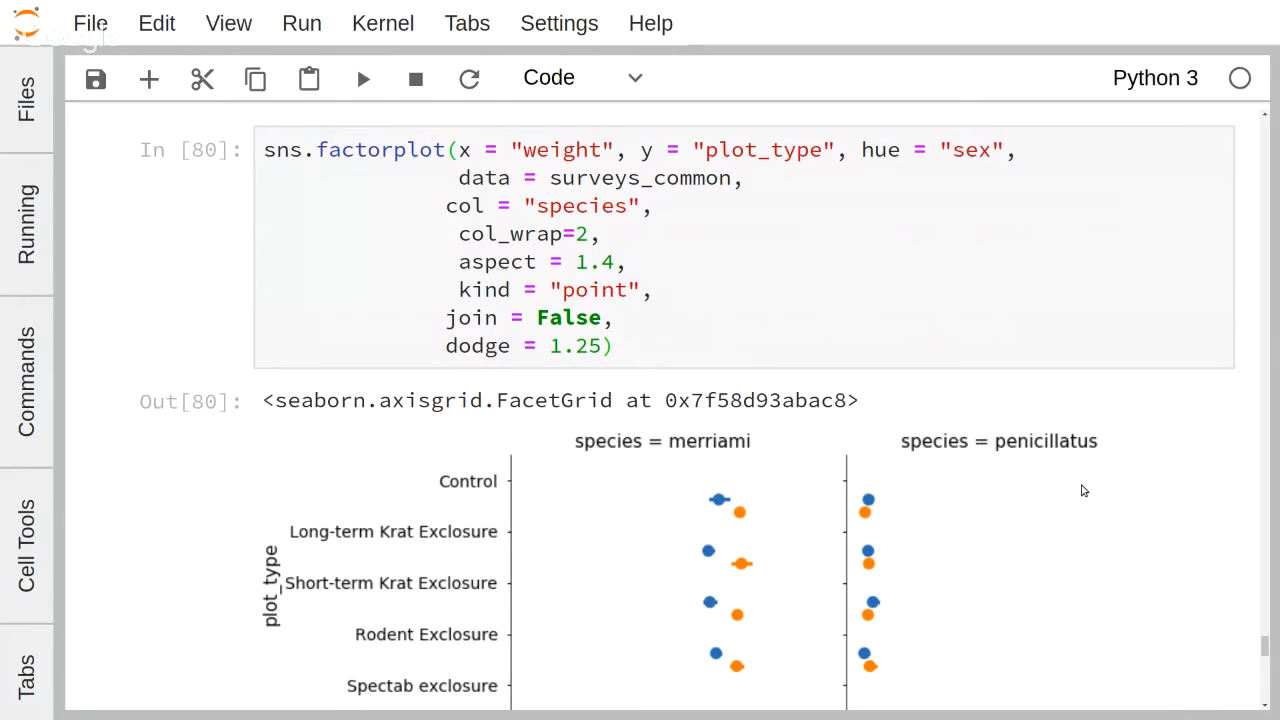 File Edit View Run Kernel Tabs Settings Help
Google
Files
Running
Commands
Cell Tools
Tabs
Code
Python 3
In [80]:
sns.factorplot(x = "weight", y = "plot_type", hue = "sex",
data = surveys_common,
col = "species",
col_wrap=2,
aspect = 1.4,
kind = "point",
join = False,
dodge = 1.25)
Out[80]:
<seaborn.axisgrid.FacetGrid at 0x7f58d93abac8>
species = merriami
species = penicillatus
plot_type
Control
Long-term Krat Exclosure
Short-term Krat Exclosure
Rodent Exclosure
Spectab exclosure